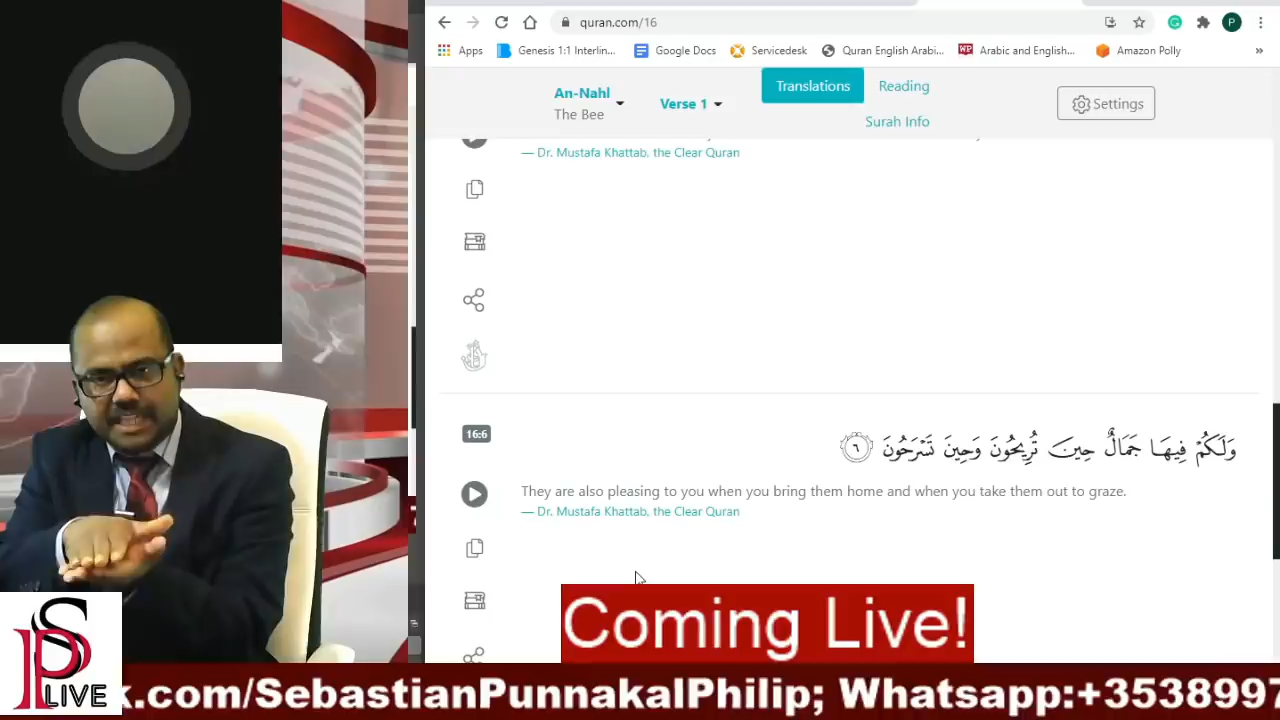 quran.com/16
Apps
Genesis 1:1 Interlin...
Google Docs
Servicedesk
Quran English Arabi...
Arabic and English...
Amazon Polly
»
P
An-Nahl
The Bee
Verse 1
Translations
Reading
Surah Info
Settings
— Dr. Mustafa Khattab, the Clear Quran
16:6
وَلَكُمْ فِيهَا جَمَالٌ حِينَ تُرِيحُونَ وَحِينَ تَسْرَحُونَ ٦
They are also pleasing to you when you bring them home and when you take them out to graze.
— Dr. Mustafa Khattab, the Clear Quran
Coming Live!
SP LIVE
k.com/SebastianPunnakalPhilip; Whatsapp:+3538997